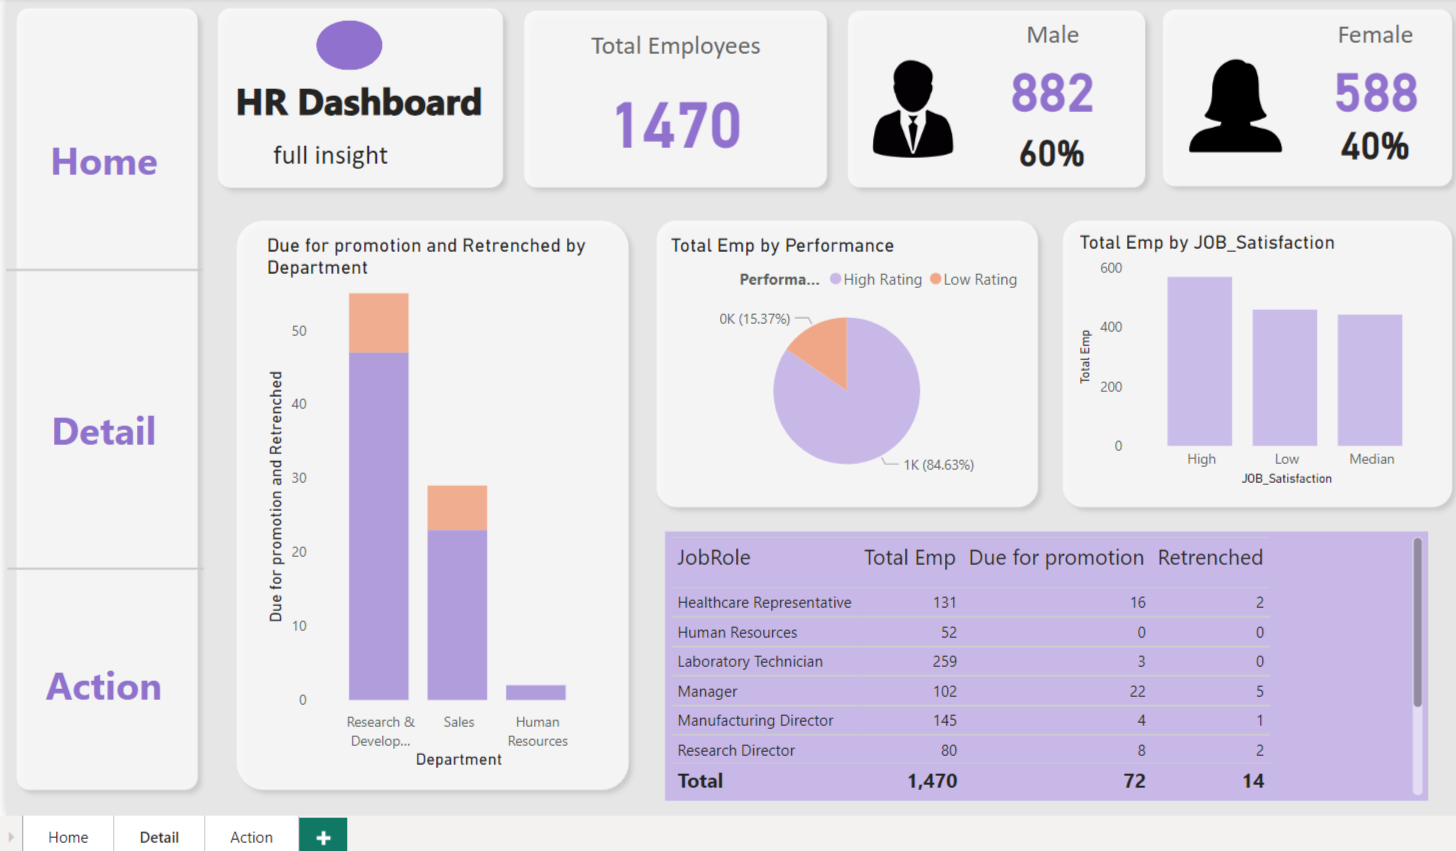 Home
Detail
Action
HR Dashboard
full insight
Total Employees
1470
Male
882
60%
Female
588
40%
Due for promotion and Retrenched by
Department
Due for promotion and Retrenched
50
40
30
20
10
0
Research &
Develop...
Sales
Human
Resources
Department
Total Emp by Performance
Performa... High Rating Low Rating
0K (15.37%)
1K (84.63%)
Total Emp by JOB_Satisfaction
Total Emp
600
400
200
0
High Low Median
JOB_Satisfaction
JobRole Total Emp Due for promotion Retrenched
Healthcare Representative 131 16 2
Human Resources 52 0 0
Laboratory Technician 259 3 0
Manager 102 22 5
Manufacturing Director 145 4 1
Research Director 80 8 2
Total 1,470 72 14
Home Detail Action +